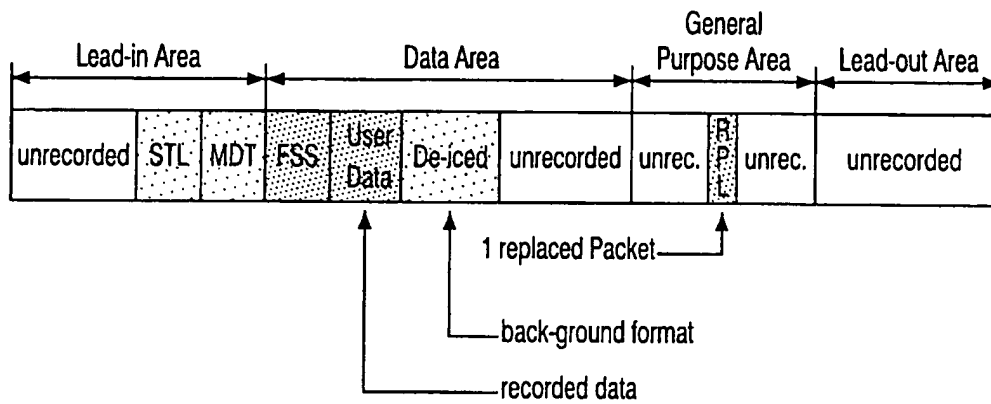 General
Lead-in Area Data Area Purpose Area Lead-out Area
unrecorded STL MDT FSS User Data De-iced unrecorded unrec. RPL unrec. unrecorded
1 replaced Packet
back-ground format
recorded data